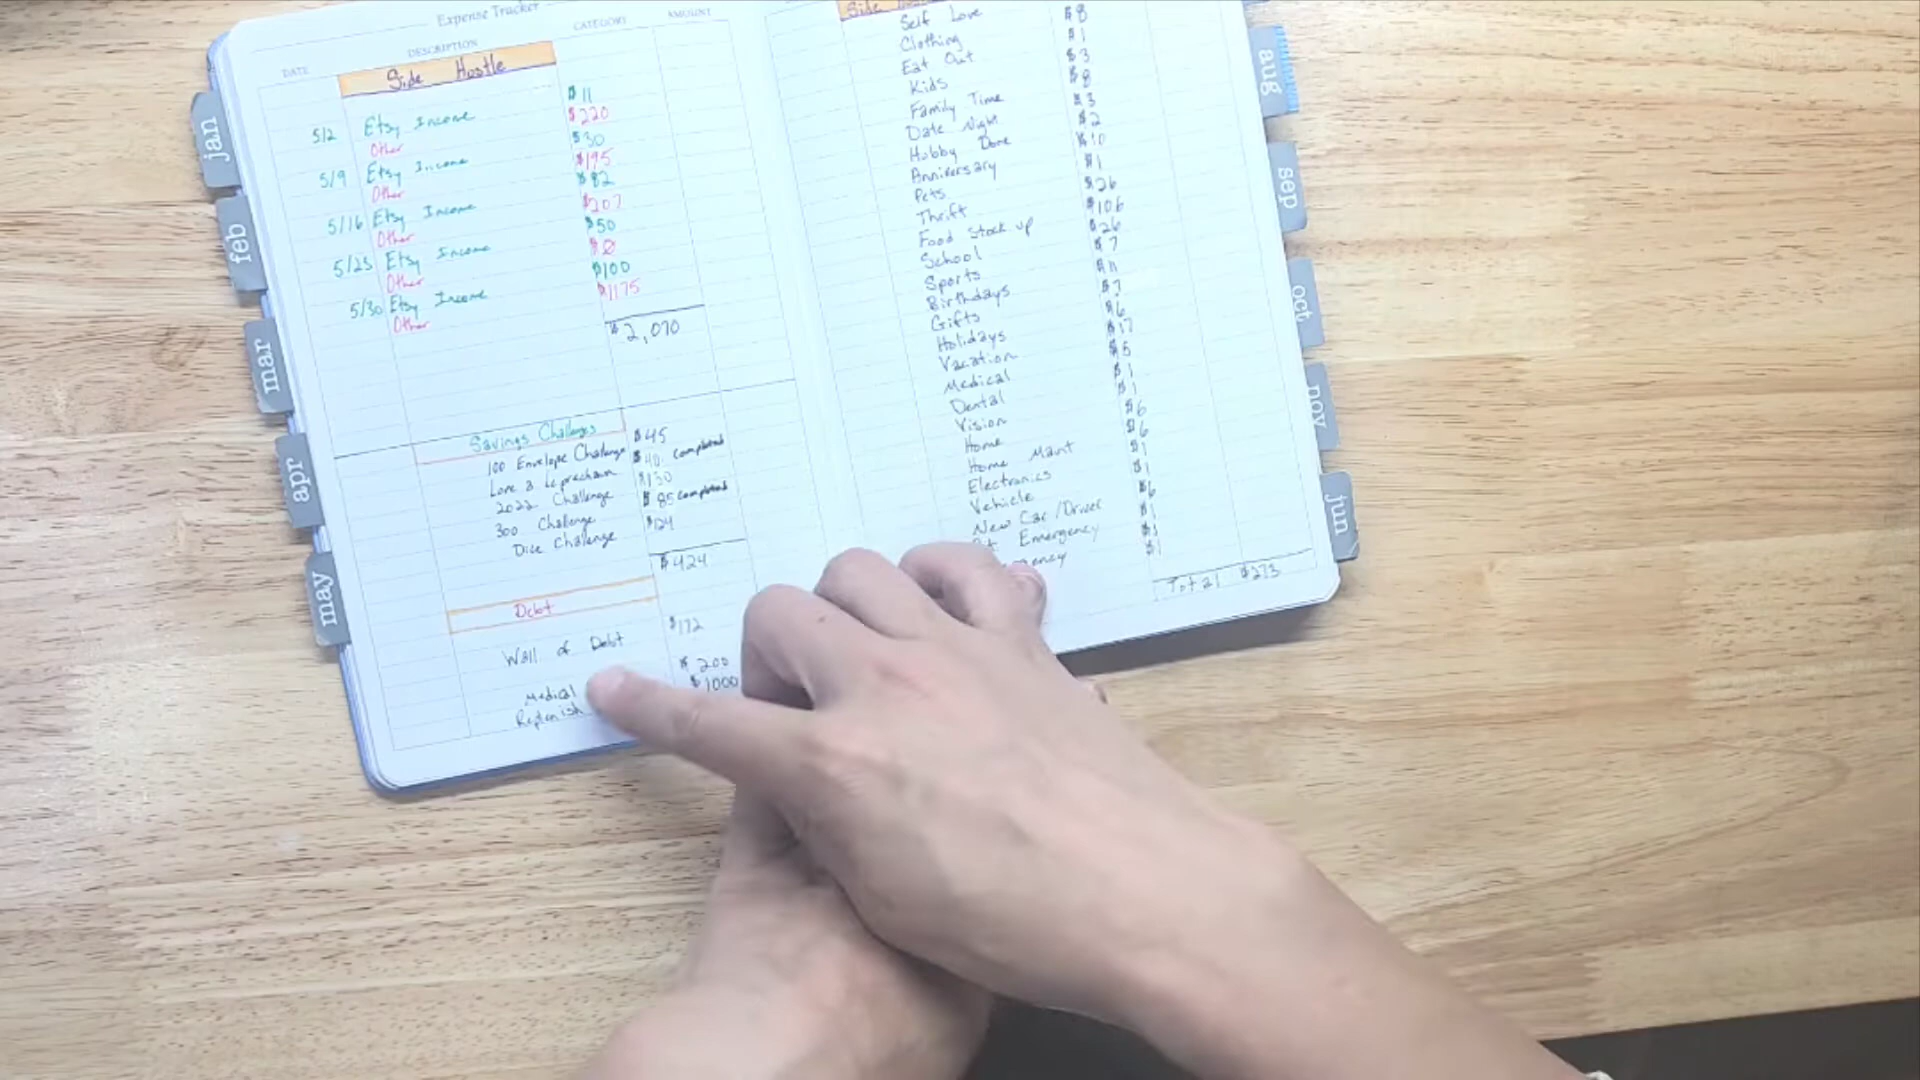 Expense Tracker
DATE DESCRIPTION CATEGORY AMOUNT
Side Hustle
5/2 Etsy Income $11
Other $220
5/9 Etsy Income $30
Other $195
5/16 Etsy Income $82
Other $207
5/23 Etsy Income $50
Other $0
5/30 Etsy Income $100
Other $1175
$2,070
Savings Challenges
100 Envelope Challenge $45
Love a Leprechaun $40 completed
2022 Challenge $130
300 Challenge $85 completed
Dice Challenge $124
$424
Debt
Wall of Debt $172
Medical $200
Replenish $1000
Side
Self Love $8
Clothing $1
Eat Out $3
Kids $8
Family Time $3
Date Night $2
Hobby Done $10
Anniversary $1
Pets $26
Thrift $106
Food Stock up $26
School $7
Sports $11
Birthdays $7
Gifts $6
Holidays $17
Vacation $5
Medical $1
Dental $1
Vision $6
Home $6
Home Maint $1
Electronics $1
Vehicle $6
New Car/Driver $1
Emergency $1
$1
Total $273
jan
feb
mar
apr
may
aug
sep
oct
nov
jun